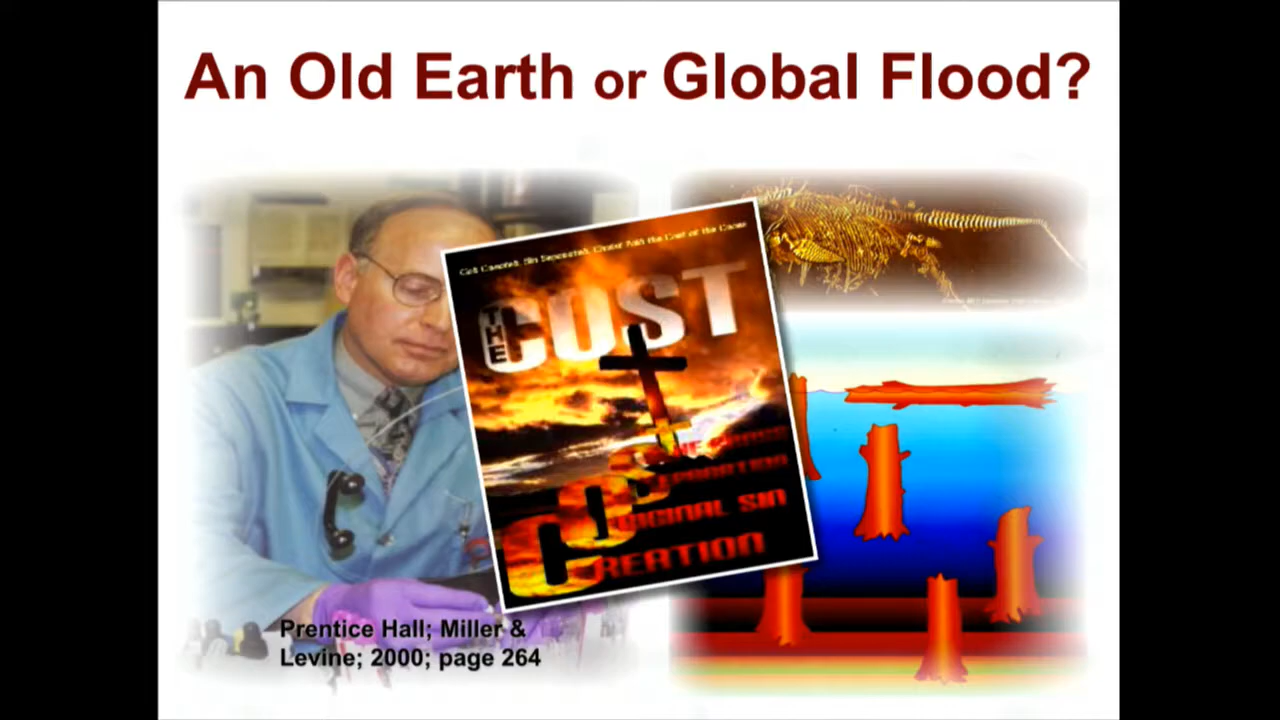 An Old Earth or Global Flood?
THE COST
ORIGINAL SIN
CREATION
Prentice Hall; Miller &
Levine; 2000; page 264